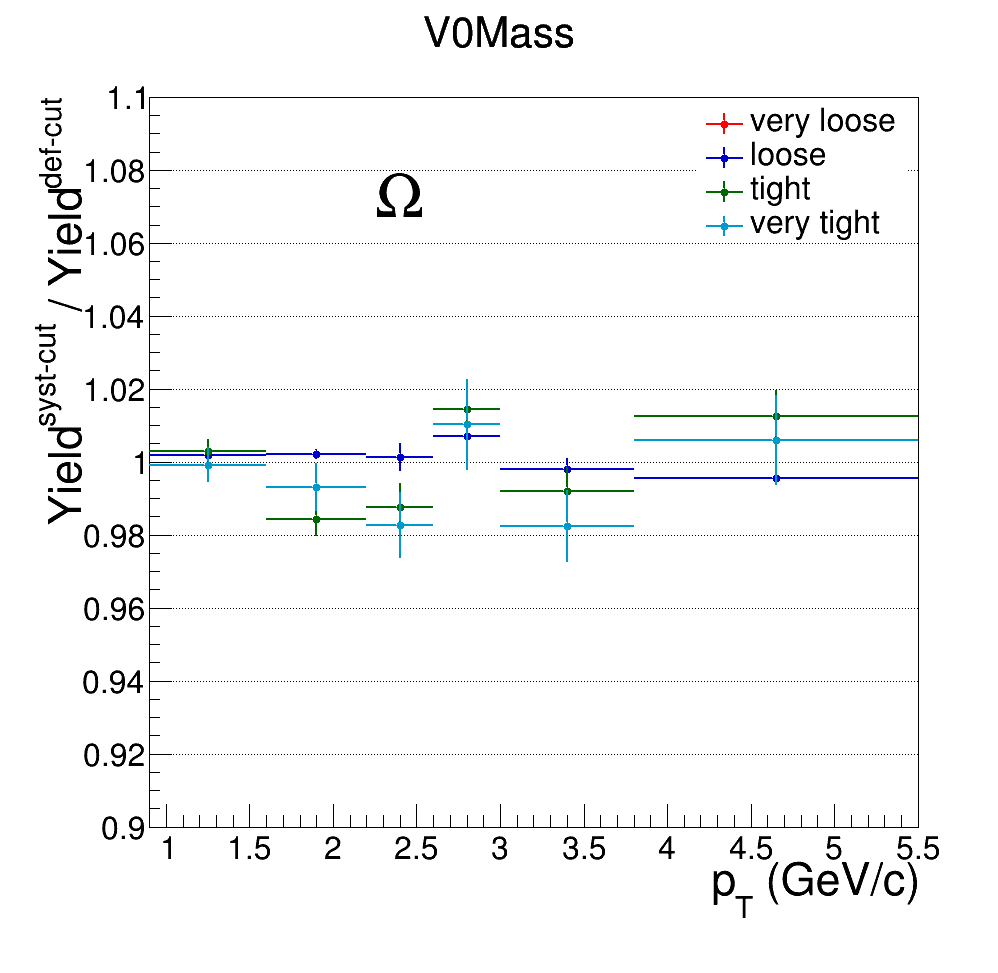 V0Mass
Yield^syst-cut / Yield^def-cut
1.1
1.08
1.06
1.04
1.02
1
0.98
0.96
0.94
0.92
0.9
Ω
very loose
loose
tight
very tight
1 1.5 2 2.5 3 3.5 4 4.5 5 5.5
p_T (GeV/c)